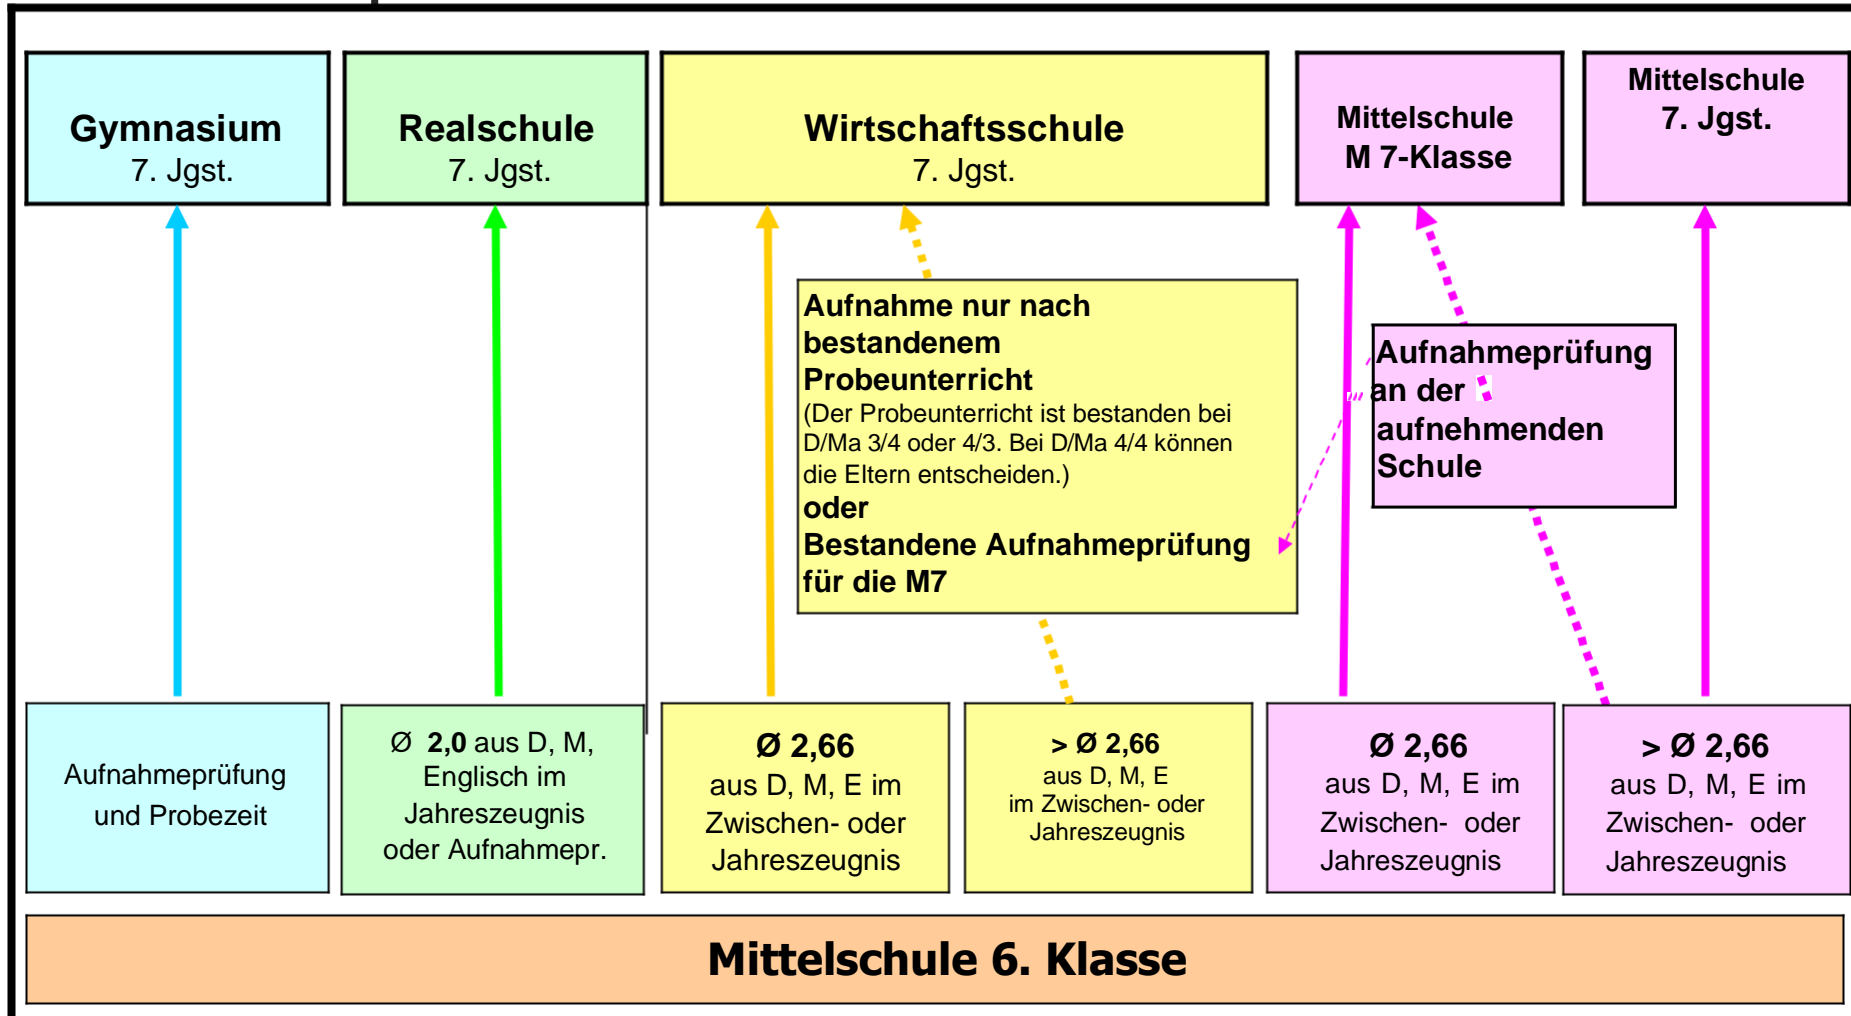 Gymnasium
7. Jgst.
Realschule
7. Jgst.
Wirtschaftsschule
7. Jgst.
Mittelschule
M 7-Klasse
Mittelschule
7. Jgst.
Aufnahme nur nach
bestandenem
Probeunterricht
(Der Probeunterricht ist bestanden bei
D/Ma 3/4 oder 4/3. Bei D/Ma 4/4 können
die Eltern entscheiden.)
oder
Bestandene Aufnahmeprüfung
für die M7
Aufnahmeprüfung
an der
aufnehmenden
Schule
Aufnahmeprüfung
und Probezeit
Ø 2,0 aus D, M,
Englisch im
Jahreszeugnis
oder Aufnahmepr.
Ø 2,66
aus D, M, E im
Zwischen- oder
Jahreszeugnis
> Ø 2,66
aus D, M, E
im Zwischen- oder
Jahreszeugnis
Ø 2,66
aus D, M, E im
Zwischen- oder
Jahreszeugnis
> Ø 2,66
aus D, M, E im
Zwischen- oder
Jahreszeugnis
Mittelschule 6. Klasse